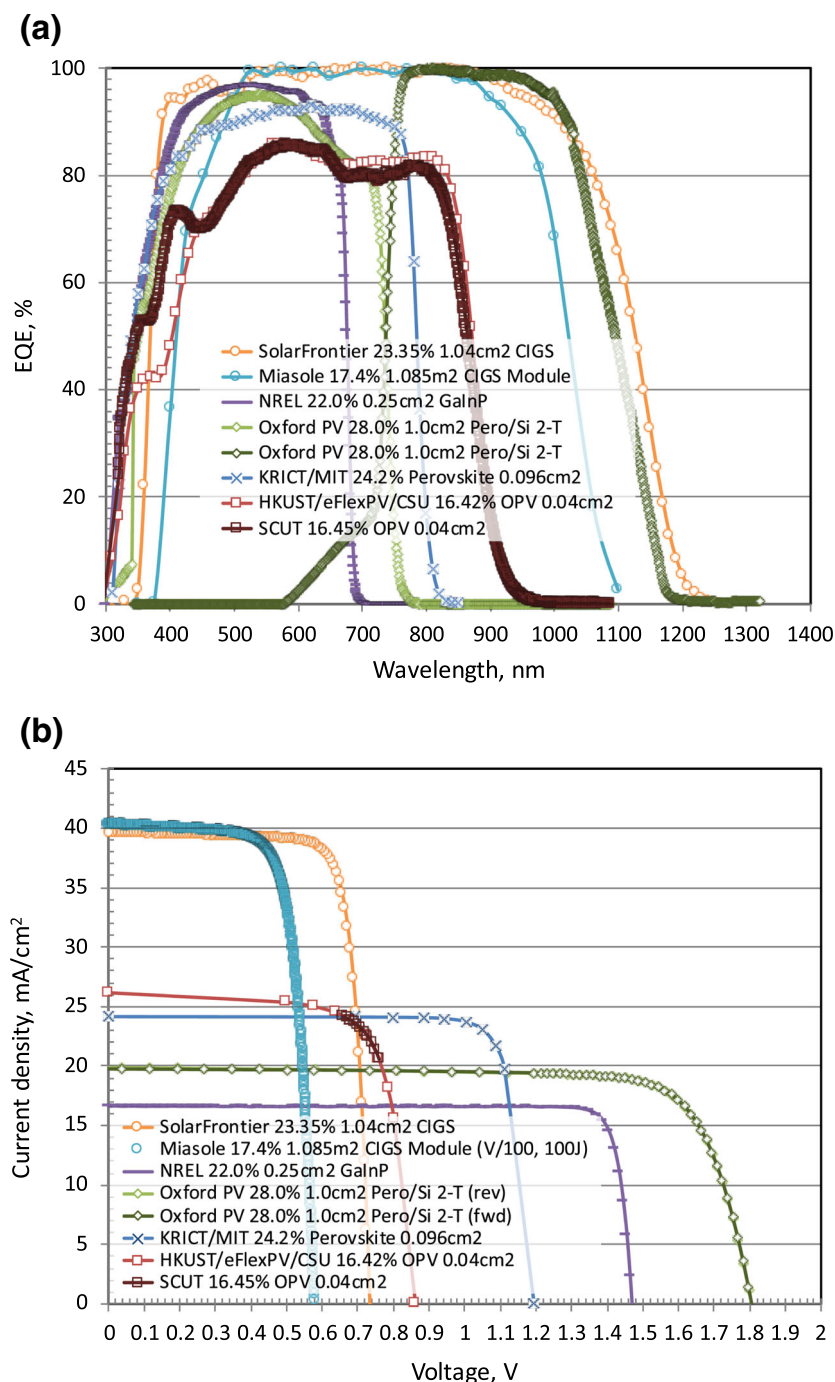 (a)
100
80
60
40
20
0
EQE, %
SolarFrontier 23.35% 1.04cm2 CIGS
Miasole 17.4% 1.085m2 CIGS Module
NREL 22.0% 0.25cm2 GaInP
Oxford PV 28.0% 1.0cm2 Pero/Si 2-T
Oxford PV 28.0% 1.0cm2 Pero/Si 2-T
KRICT/MIT 24.2% Perovskite 0.096cm2
HKUST/eFlexPV/CSU 16.42% OPV 0.04cm2
SCUT 16.45% OPV 0.04cm2
300 400 500 600 700 800 900 1000 1100 1200 1300 1400
Wavelength, nm
(b)
45
40
35
30
25
20
15
10
5
0
Current density, mA/cm²
SolarFrontier 23.35% 1.04cm2 CIGS
Miasole 17.4% 1.085m2 CIGS Module (V/100, 100J)
NREL 22.0% 0.25cm2 GaInP
Oxford PV 28.0% 1.0cm2 Pero/Si 2-T (rev)
Oxford PV 28.0% 1.0cm2 Pero/Si 2-T (fwd)
KRICT/MIT 24.2% Perovskite 0.096cm2
HKUST/eFlexPV/CSU 16.42% OPV 0.04cm2
SCUT 16.45% OPV 0.04cm2
0 0.1 0.2 0.3 0.4 0.5 0.6 0.7 0.8 0.9 1 1.1 1.2 1.3 1.4 1.5 1.6 1.7 1.8 1.9 2
Voltage, V